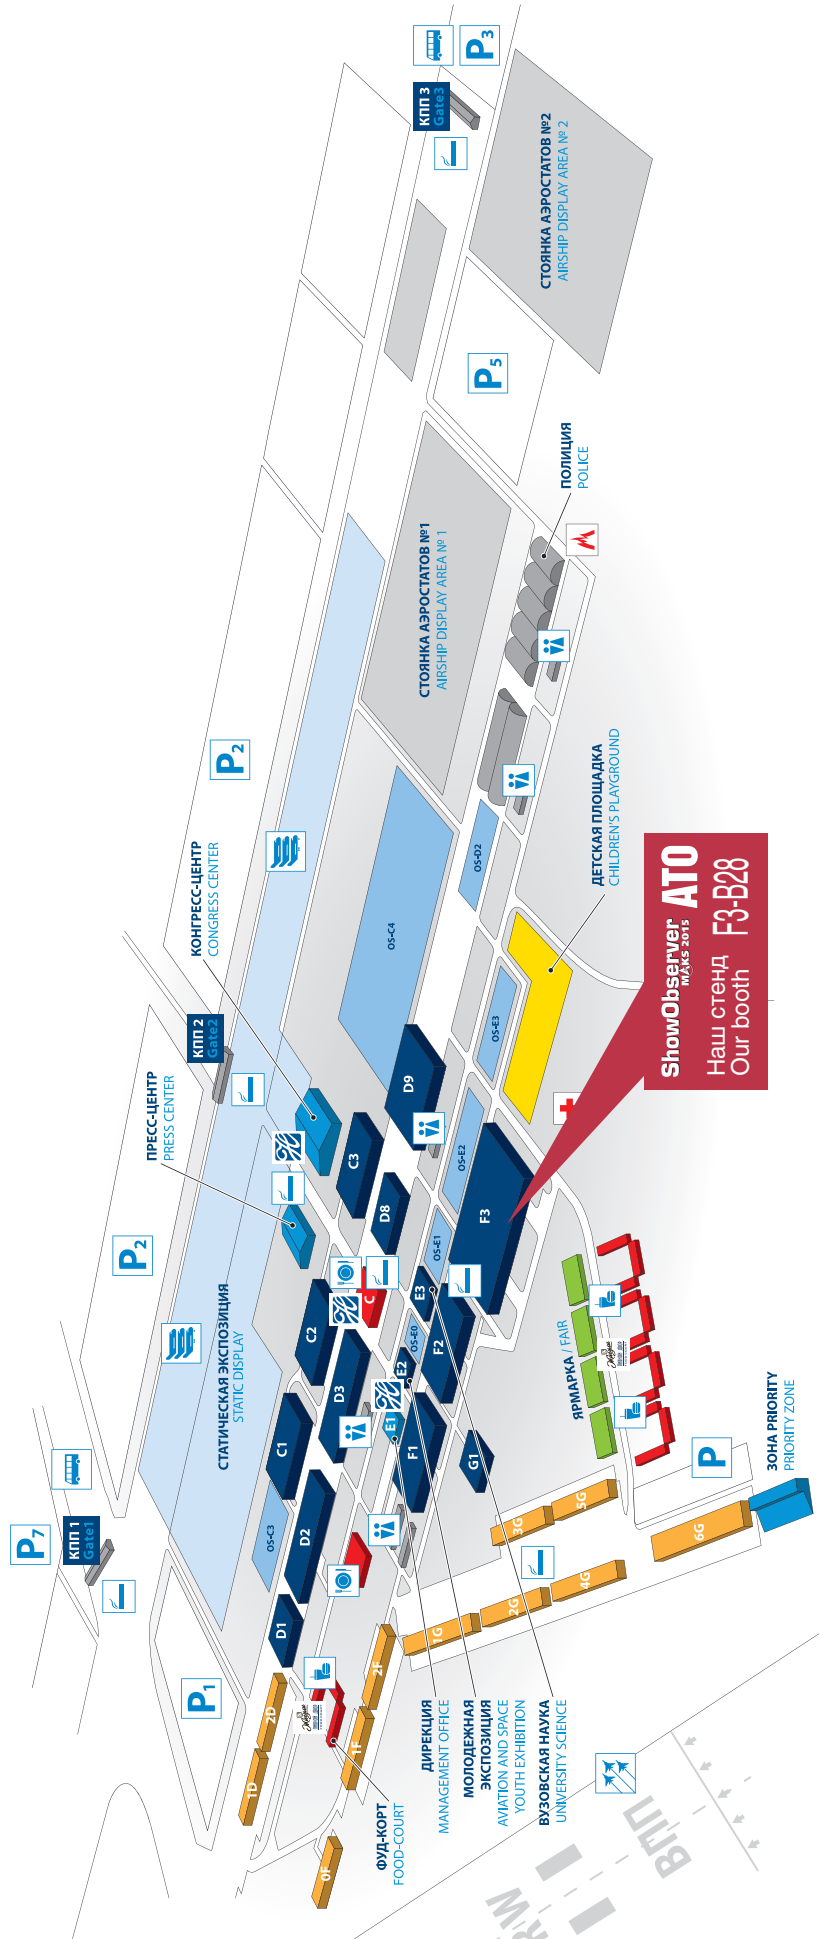 P3
КПП 3
Gate3
СТОЯНКА АЭРОСТАТОВ №2
AIRSHIP DISPLAY AREA № 2
P5
ПОЛИЦИЯ
POLICE
СТОЯНКА АЭРОСТАТОВ №1
AIRSHIP DISPLAY AREA № 1
P2
КОНГРЕСС-ЦЕНТР
CONGRESS CENTER
OS-C4
OS-D2
ДЕТСКАЯ ПЛОЩАДКА
CHILDREN'S PLAYGROUND
КПП 2
Gate2
OS-E3
ShowObserver
MAKS 2015
ATO
Наш стенд
Our booth
F3-B28
ПРЕСС-ЦЕНТР
PRESS CENTER
D9
C3
OS-E2
D8
F3
OS-E1
P2
СТАТИЧЕСКАЯ ЭКСПОЗИЦИЯ
STATIC DISPLAY
C
C2
E3
OS-E0
F2
E2
D3
E1
ЯРМАРКА / FAIR
C1
F1
G1
P
ЗОНА PRIORITY
PRIORITY ZONE
P7
КПП 1
Gate1
OS-C3
D2
D1
3G
5G
6G
1G
2G
4G
P1
2D
1D
2F
1F
0F
ДИРЕКЦИЯ
MANAGEMENT OFFICE
МОЛОДЕЖНАЯ
ЭКСПОЗИЦИЯ
AVIATION AND SPACE
YOUTH EXHIBITION
ВУЗОВСКАЯ НАУКА
UNIVERSITY SCIENCE
ФУД-КОРТ
FOOD-COURT
ВПП
RW